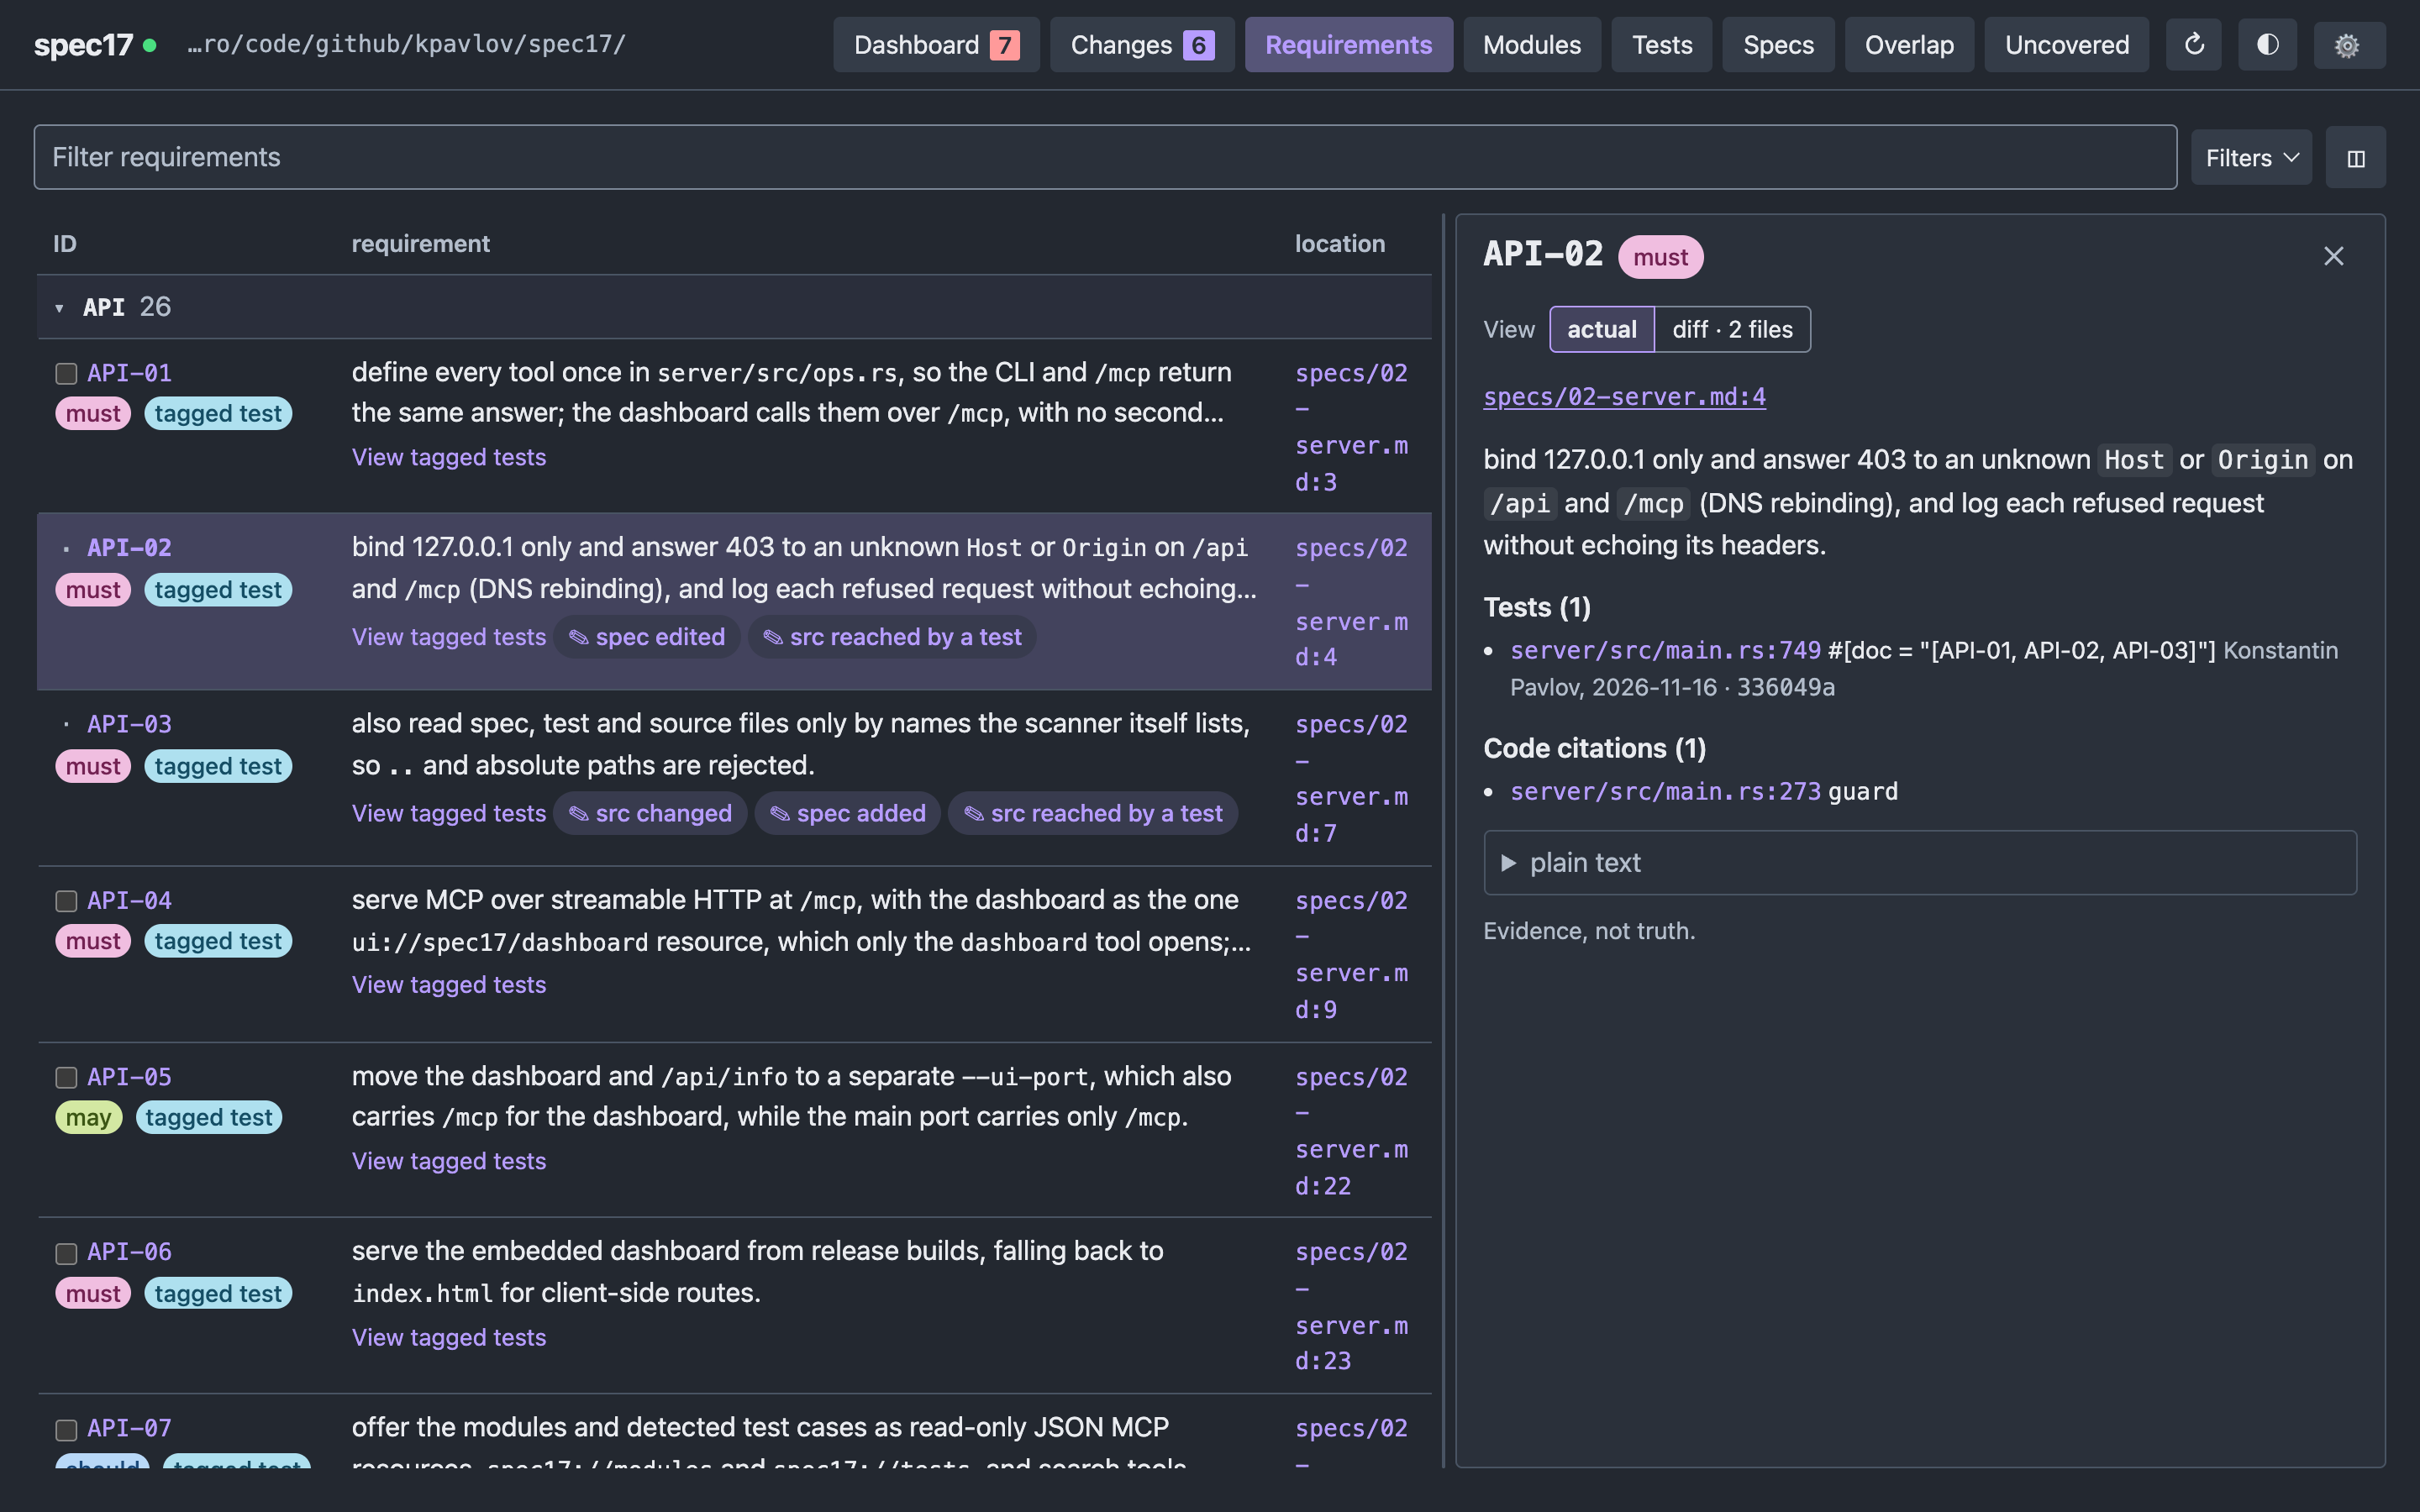 spec17 …ro/code/github/kpavlov/spec17/ Dashboard 7 Changes 6 Requirements Modules Tests Specs Overlap Uncovered
Filter requirements Filters
ID requirement location
API 26
API-01
must tagged test
define every tool once in server/src/ops.rs, so the CLI and /mcp return
the same answer; the dashboard calls them over /mcp, with no second…
View tagged tests
specs/02
-
server.m
d:3
API-02
must tagged test
bind 127.0.0.1 only and answer 403 to an unknown Host or Origin on /api
and /mcp (DNS rebinding), and log each refused request without echoing…
View tagged tests ✎ spec edited ✎ src reached by a test
specs/02
-
server.m
d:4
API-03
must tagged test
also read spec, test and source files only by names the scanner itself lists,
so .. and absolute paths are rejected.
View tagged tests ✎ src changed ✎ spec added ✎ src reached by a test
specs/02
-
server.m
d:7
API-04
must tagged test
serve MCP over streamable HTTP at /mcp, with the dashboard as the one
ui://spec17/dashboard resource, which only the dashboard tool opens;…
View tagged tests
specs/02
-
server.m
d:9
API-05
may tagged test
move the dashboard and /api/info to a separate --ui-port, which also
carries /mcp for the dashboard, while the main port carries only /mcp.
View tagged tests
specs/02
-
server.m
d:22
API-06
must tagged test
serve the embedded dashboard from release builds, falling back to
index.html for client-side routes.
View tagged tests
specs/02
-
server.m
d:23
API-07
should tagged test
offer the modules and detected test cases as read-only JSON MCP
resources, spec17://modules and spec17://tests, and search tools
specs/02
-
API-02 must
View actual diff · 2 files
specs/02-server.md:4
bind 127.0.0.1 only and answer 403 to an unknown Host or Origin on
/api and /mcp (DNS rebinding), and log each refused request
without echoing its headers.
Tests (1)
• server/src/main.rs:749 #[doc = "[API-01, API-02, API-03]"] Konstantin
Pavlov, 2026-11-16 · 336049a
Code citations (1)
• server/src/main.rs:273 guard
plain text
Evidence, not truth.